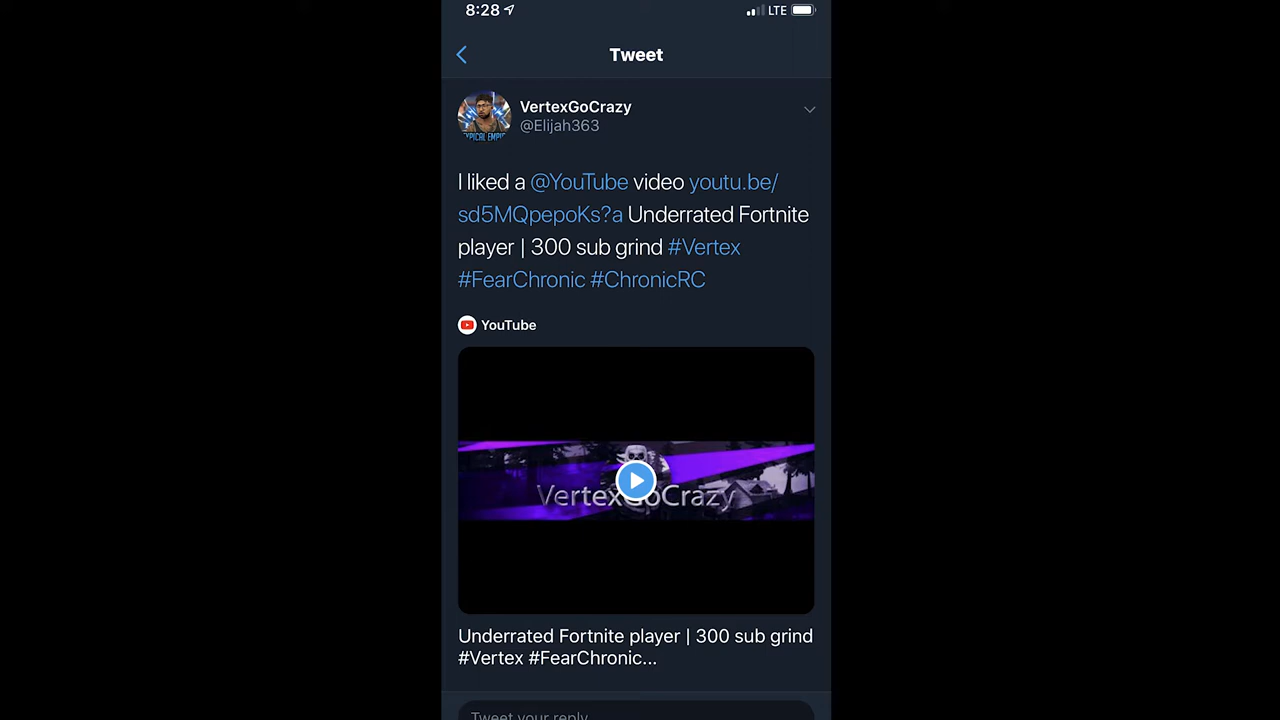 8:28 LTE
Tweet
VertexGoCrazy
@Elijah363
I liked a @YouTube video youtu.be/
sd5MQpepoKs?a Underrated Fortnite
player | 300 sub grind #Vertex
#FearChronic #ChronicRC
YouTube
VertexGoCrazy
Underrated Fortnite player | 300 sub grind
#Vertex #FearChronic...
Tweet your reply